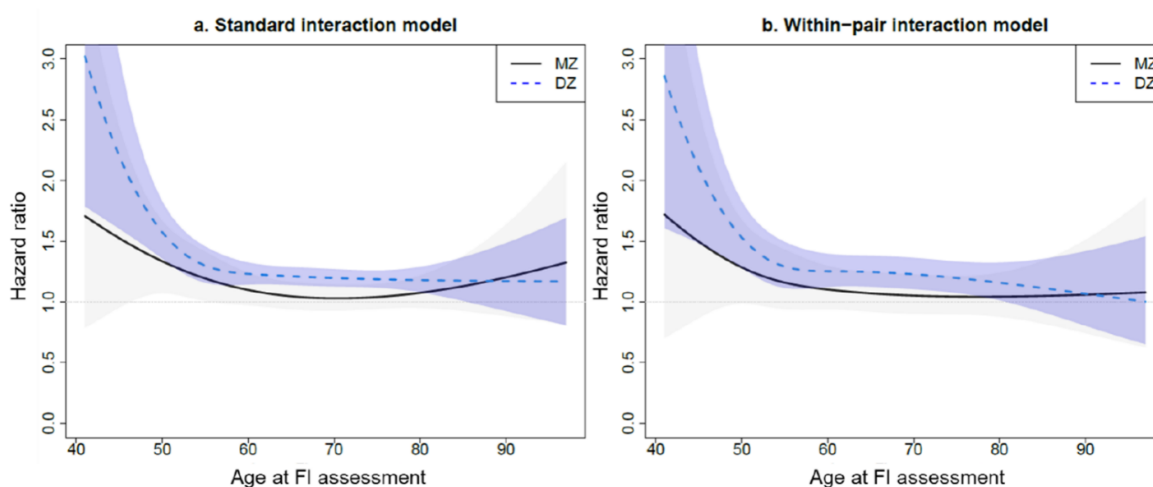 a. Standard interaction model
b. Within-pair interaction model
Hazard ratio
3.0
2.5
2.0
1.5
1.0
0.5
0.0
MZ
DZ
40 50 60 70 80 90
Age at FI assessment
Hazard ratio
3.0
2.5
2.0
1.5
1.0
0.5
0.0
MZ
DZ
40 50 60 70 80 90
Age at FI assessment